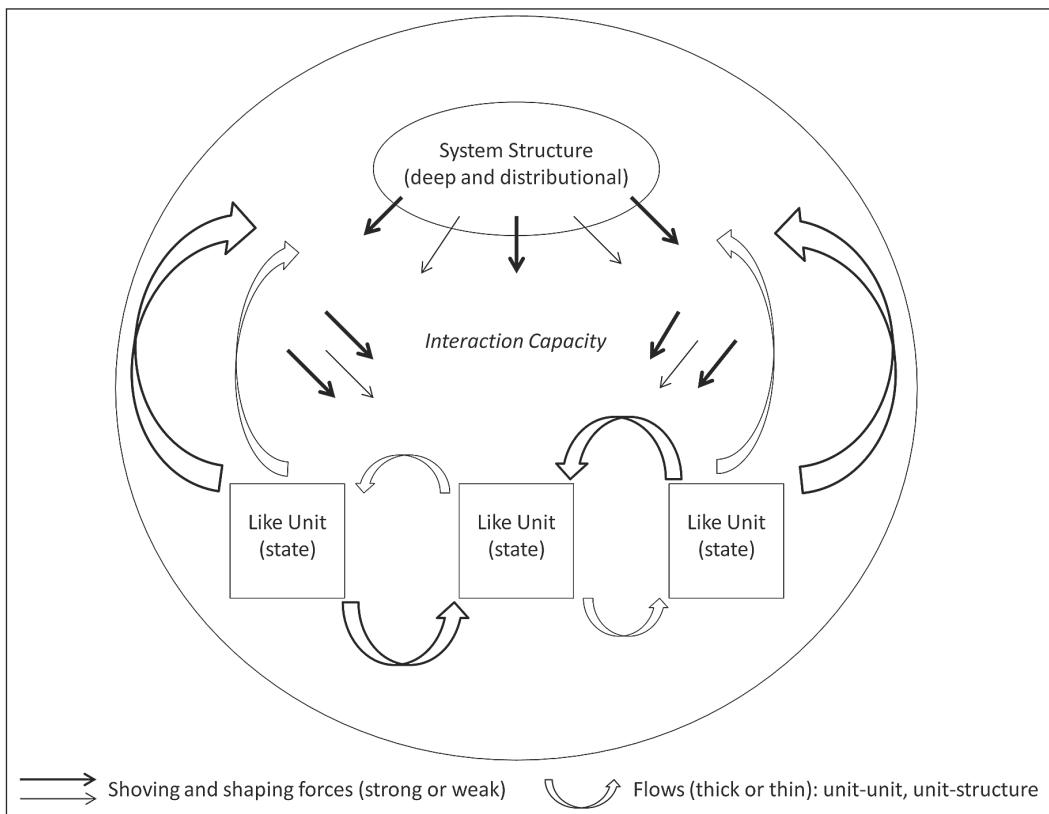 System Structure
(deep and distributional)
Interaction Capacity
Like Unit
(state)
Like Unit
(state)
Like Unit
(state)
Shoving and shaping forces (strong or weak)
Flows (thick or thin): unit-unit, unit-structure